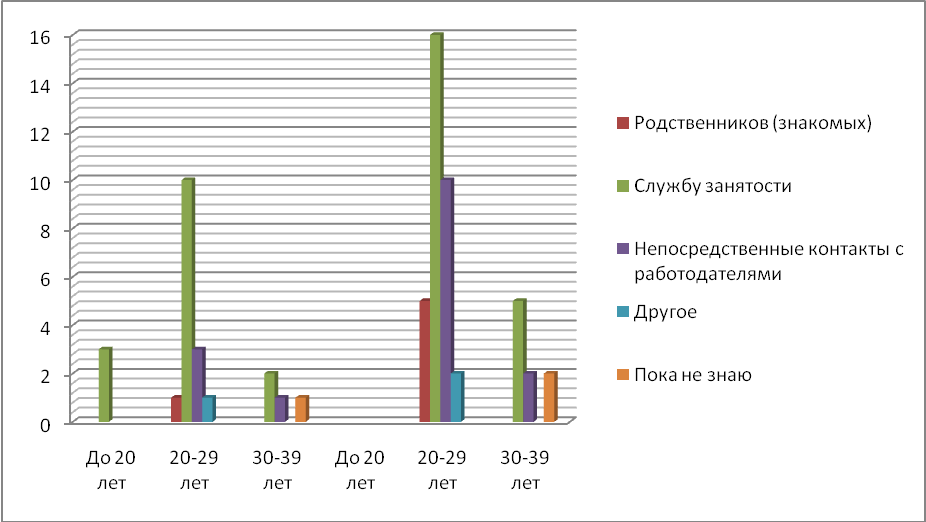 16
14
12
10
8
6
4
2
0
До 20 лет
20-29 лет
30-39 лет
До 20 лет
20-29 лет
30-39 лет
Родственников (знакомых)
Службу занятости
Непосредственные контакты с
работодателями
Другое
Пока не знаю